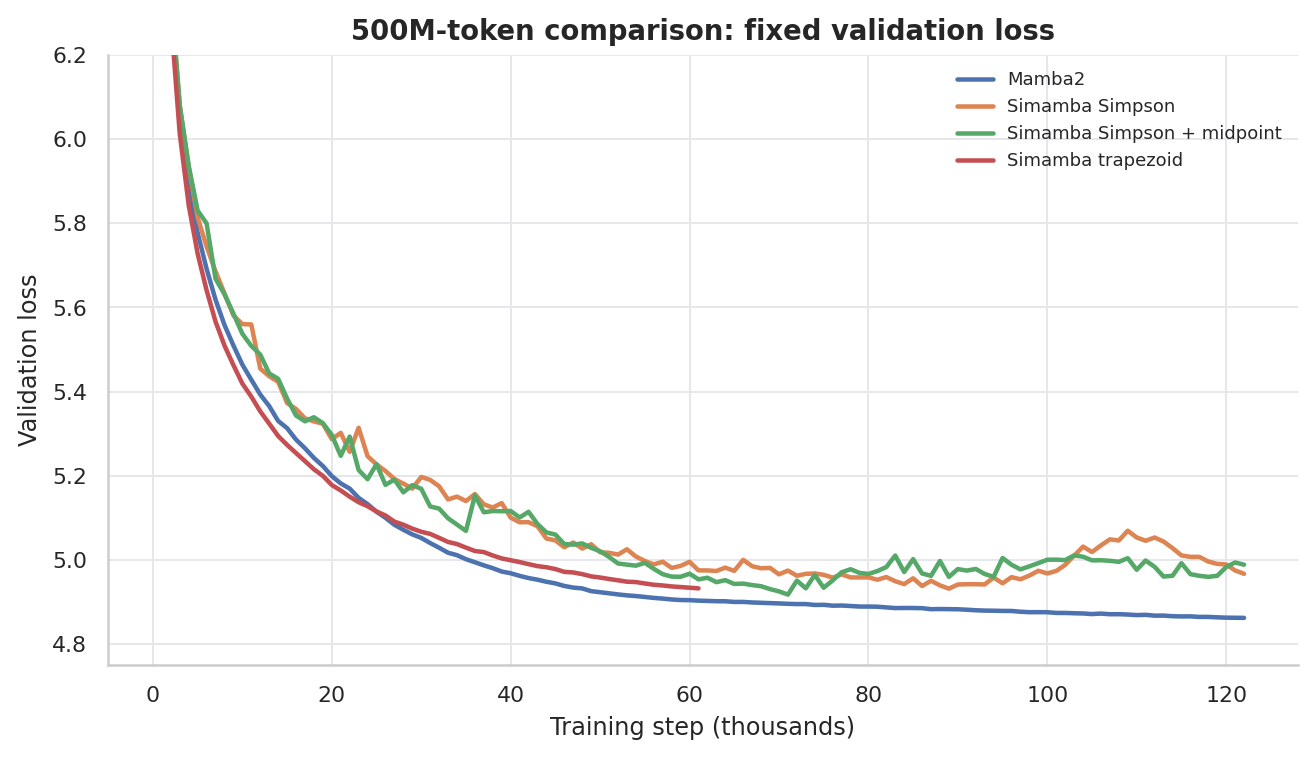 500M-token comparison: fixed validation loss
6.2
6.0
5.8
5.6
5.4
5.2
5.0
4.8
Validation loss
Mamba2
Simamba Simpson
Simamba Simpson + midpoint
Simamba trapezoid
0 20 40 60 80 100 120
Training step (thousands)